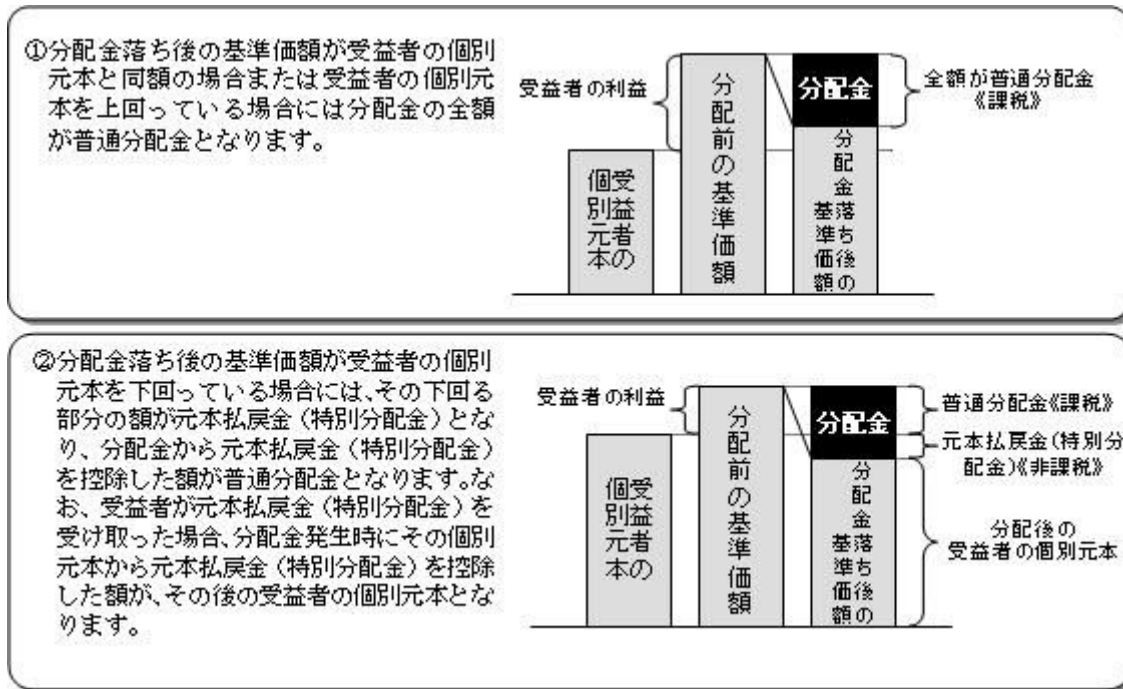 ①分配金落ち後の基準価額が受益者の個別
元本と同額の場合または受益者の個別元
本を上回っている場合には分配金の全額
が普通分配金となります。
受益者の利益
受益者の
個別元本
分配前の基準価額
分配金
分配金落ち後の
基準価額
全額が普通分配金
《課税》
②分配金落ち後の基準価額が受益者の個別
元本を下回っている場合には、その下回る
部分の額が元本払戻金(特別分配金)とな
り、分配金から元本払戻金(特別分配金)
を控除した額が普通分配金となります。な
お、受益者が元本払戻金(特別分配金)を
受け取った場合、分配金発生時にその個別
元本から元本払戻金(特別分配金)を控除
した額が、その後の受益者の個別元本とな
ります。
受益者の利益
受益者の
個別元本
分配前の基準価額
分配金
分配金落ち後の
基準価額
普通分配金《課税》
元本払戻金(特別分
配金)《非課税》
分配後の
受益者の個別元本